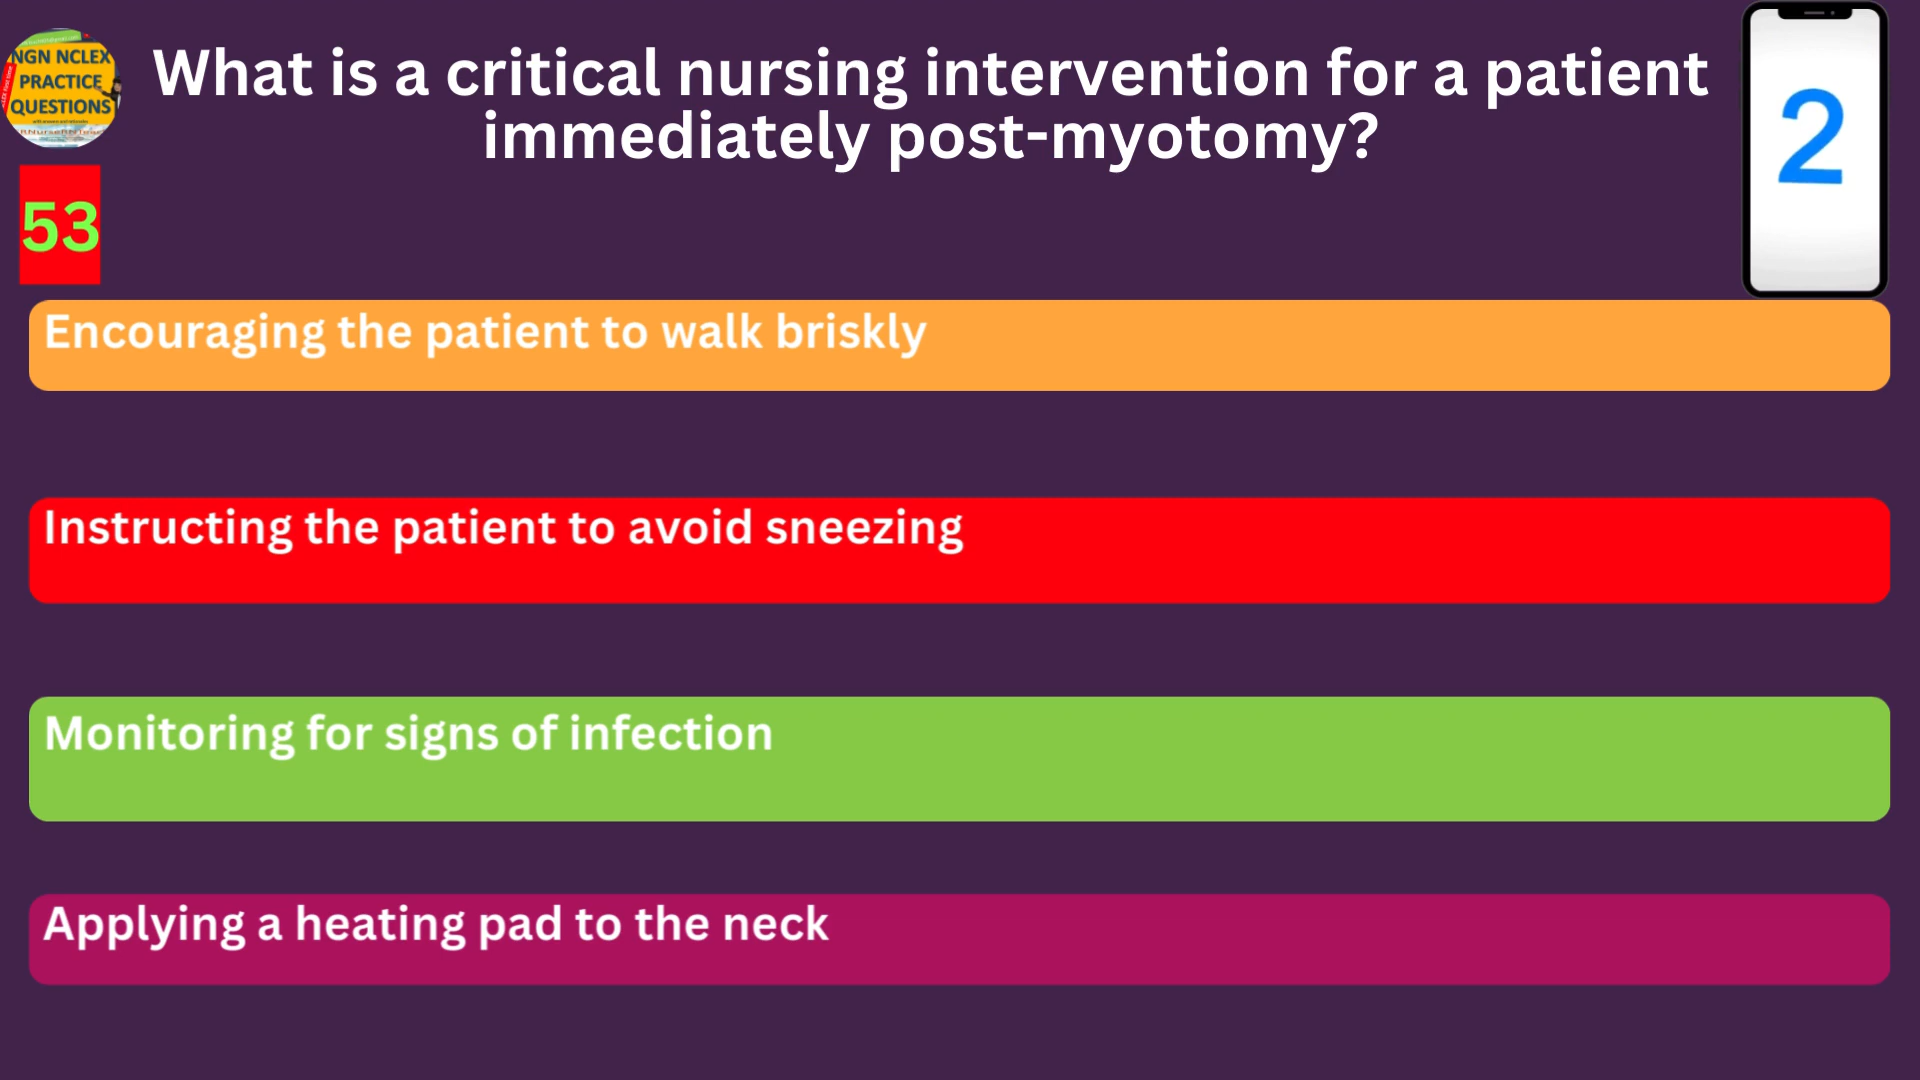 NGN NCLEX
PRACTICE
QUESTIONS
What is a critical nursing intervention for a patient
immediately post-myotomy?
2
53
Encouraging the patient to walk briskly
Instructing the patient to avoid sneezing
Monitoring for signs of infection
Applying a heating pad to the neck